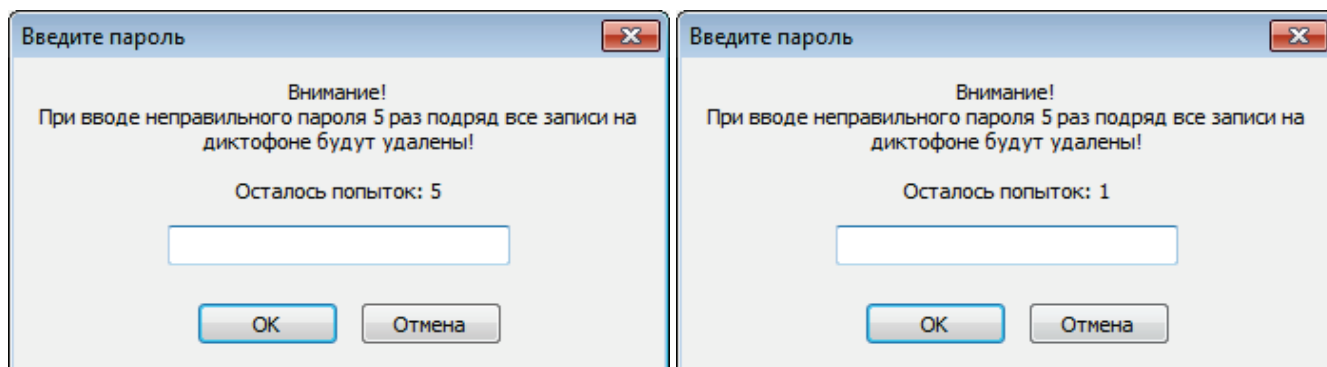 Введите пароль
Внимание!
При вводе неправильного пароля 5 раз подряд все записи на
диктофоне будут удалены!
Осталось попыток: 5
OK
Отмена
Введите пароль
Внимание!
При вводе неправильного пароля 5 раз подряд все записи на
диктофоне будут удалены!
Осталось попыток: 1
OK
Отмена